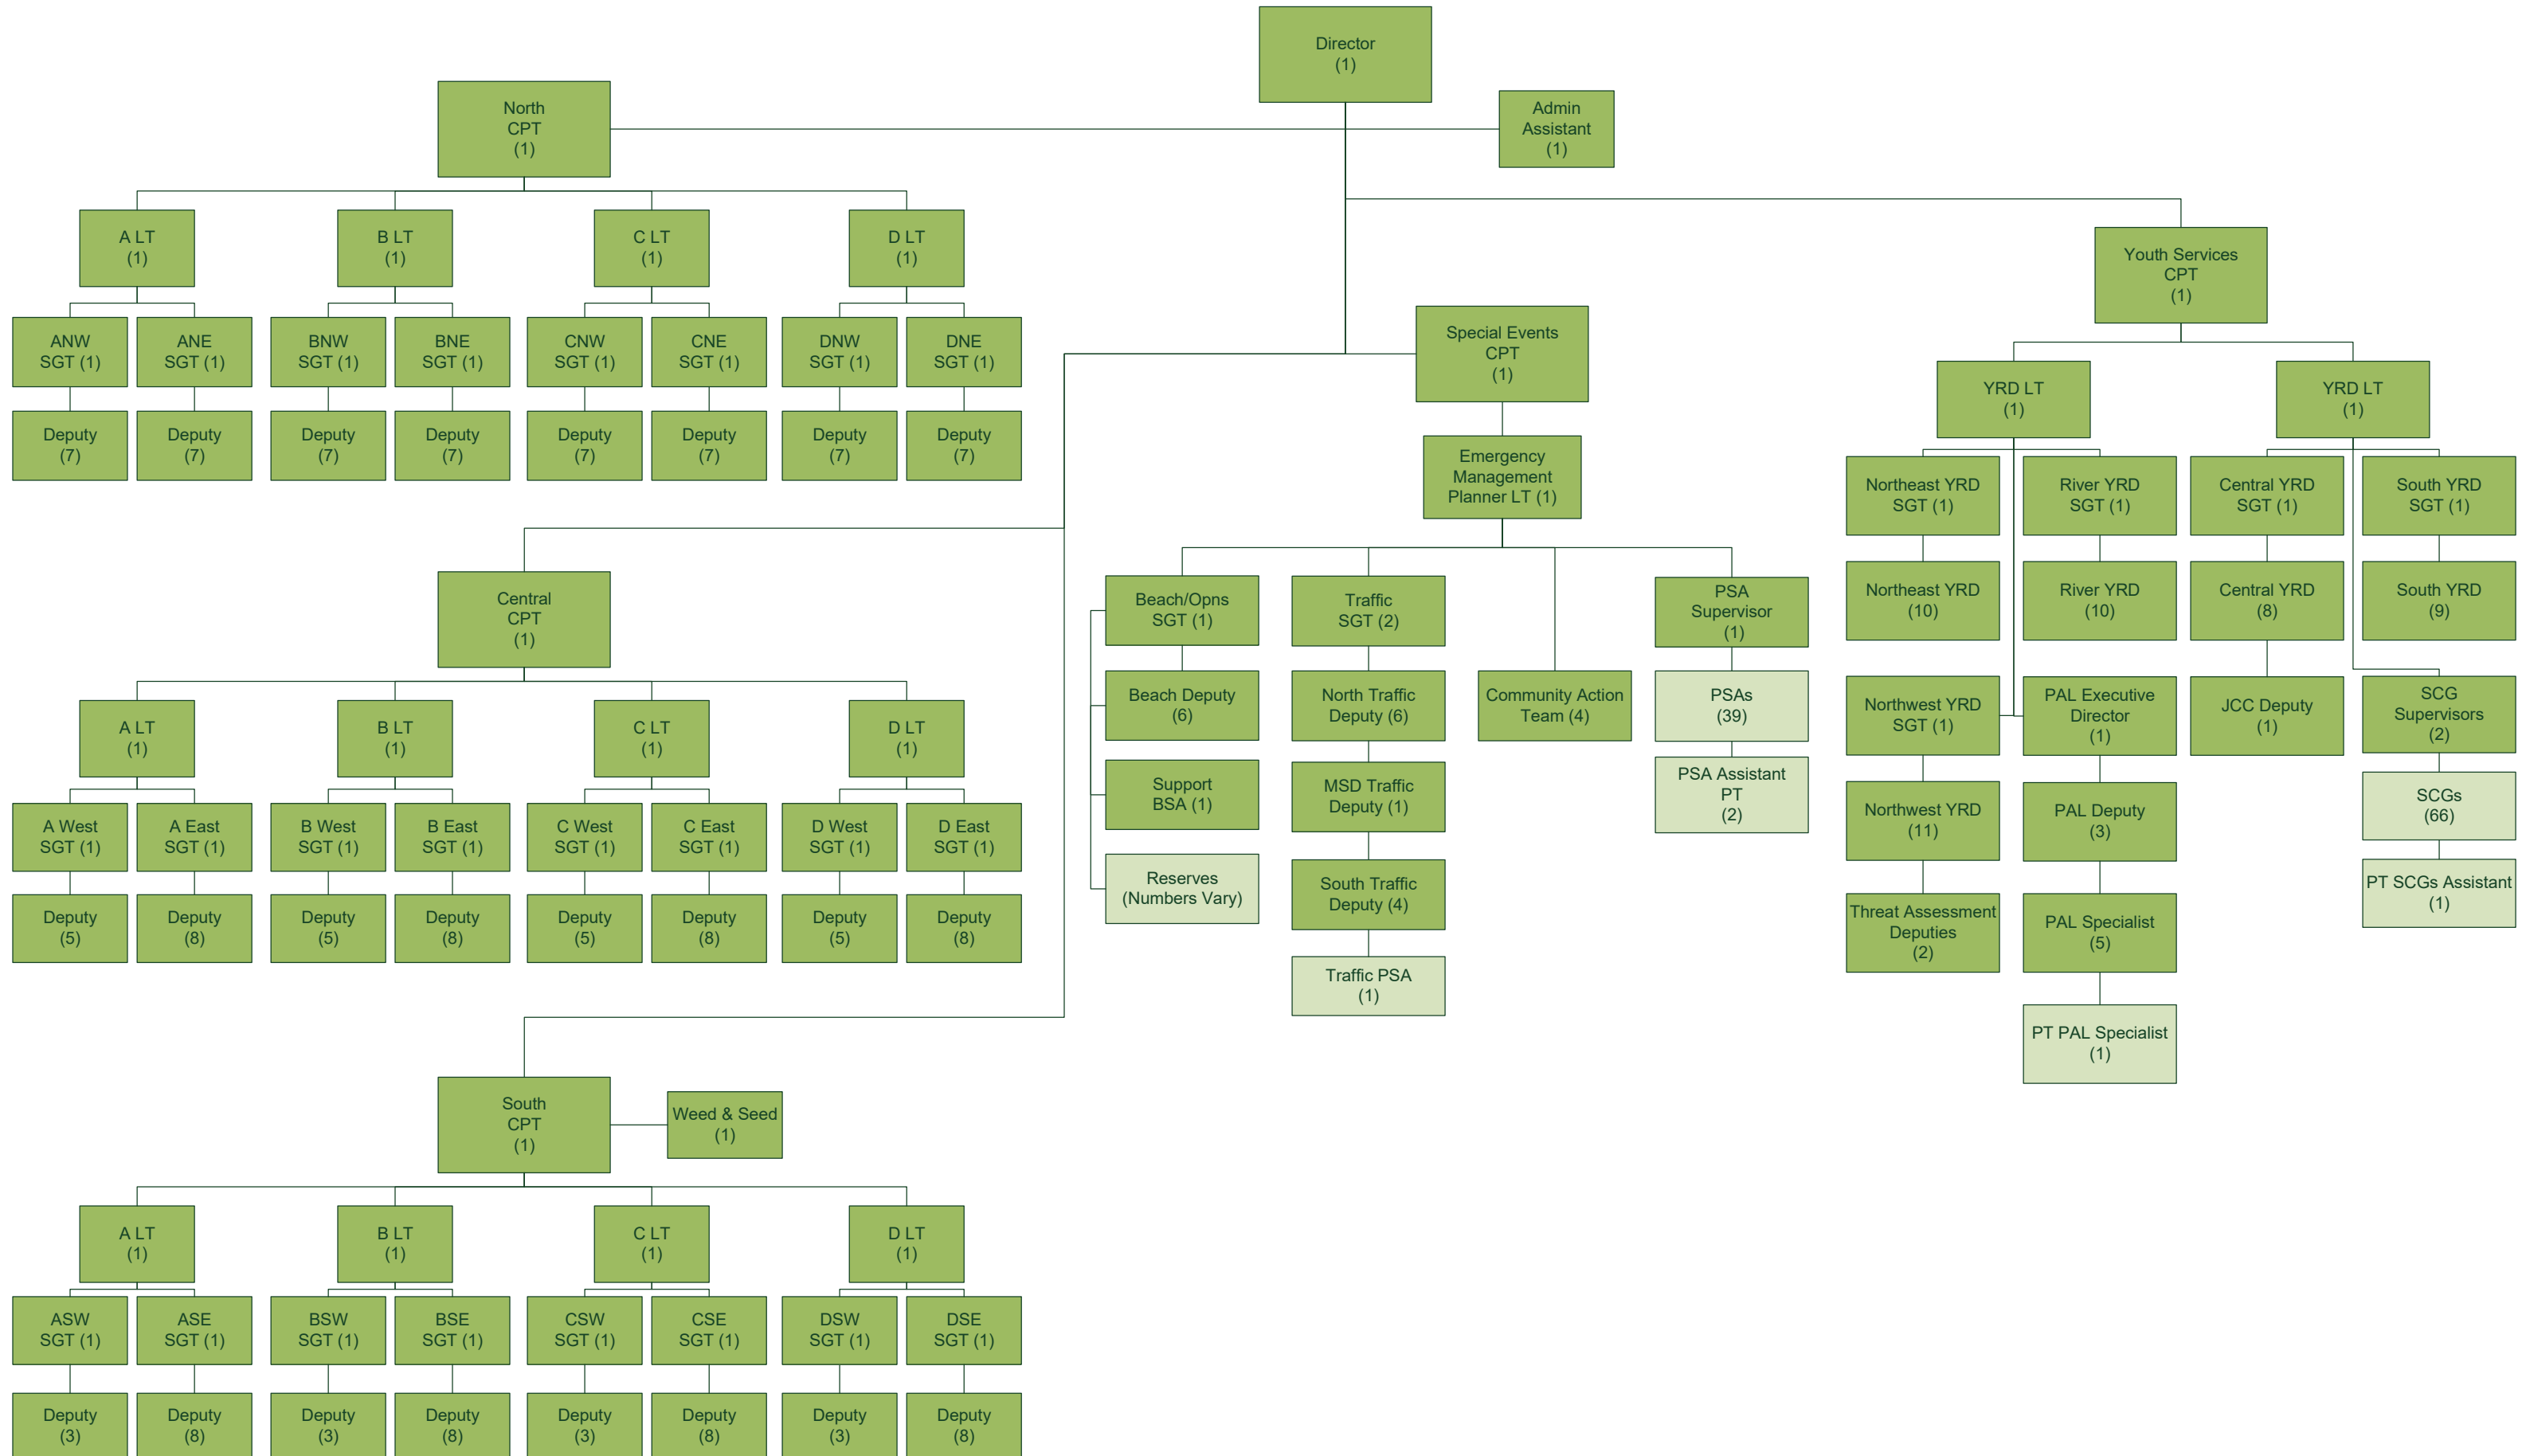 Director
(1)
Admin
Assistant
(1)
North
CPT
(1)
A LT
(1)
B LT
(1)
C LT
(1)
D LT
(1)
ANW
SGT (1)
ANE
SGT (1)
BNW
SGT (1)
BNE
SGT (1)
CNW
SGT (1)
CNE
SGT (1)
DNW
SGT (1)
DNE
SGT (1)
Deputy
(7)
Deputy
(7)
Deputy
(7)
Deputy
(7)
Deputy
(7)
Deputy
(7)
Deputy
(7)
Deputy
(7)
Central
CPT
(1)
A LT
(1)
B LT
(1)
C LT
(1)
D LT
(1)
A West
SGT (1)
A East
SGT (1)
B West
SGT (1)
B East
SGT (1)
C West
SGT (1)
C East
SGT (1)
D West
SGT (1)
D East
SGT (1)
Deputy
(5)
Deputy
(8)
Deputy
(5)
Deputy
(8)
Deputy
(5)
Deputy
(8)
Deputy
(5)
Deputy
(8)
South
CPT
(1)
Weed & Seed
(1)
A LT
(1)
B LT
(1)
C LT
(1)
D LT
(1)
ASW
SGT (1)
ASE
SGT (1)
BSW
SGT (1)
BSE
SGT (1)
CSW
SGT (1)
CSE
SGT (1)
DSW
SGT (1)
DSE
SGT (1)
Deputy
(3)
Deputy
(8)
Deputy
(3)
Deputy
(8)
Deputy
(3)
Deputy
(8)
Deputy
(3)
Deputy
(8)
Special Events
CPT
(1)
Emergency
Management
Planner LT (1)
Beach/Opns
SGT (1)
Beach Deputy
(6)
Support
BSA (1)
Reserves
(Numbers Vary)
Traffic
SGT (2)
North Traffic
Deputy (6)
MSD Traffic
Deputy (1)
South Traffic
Deputy (4)
Traffic PSA
(1)
Community Action
Team (4)
PSA
Supervisor
(1)
PSAs
(39)
PSA Assistant
PT
(2)
Youth Services
CPT
(1)
YRD LT
(1)
YRD LT
(1)
Northeast YRD
SGT (1)
Northeast YRD
(10)
Northwest YRD
SGT (1)
Northwest YRD
(11)
Threat Assessment
Deputies
(2)
River YRD
SGT (1)
River YRD
(10)
PAL Executive
Director
(1)
PAL Deputy
(3)
PAL Specialist
(5)
PT PAL Specialist
(1)
Central YRD
SGT (1)
Central YRD
(8)
JCC Deputy
(1)
South YRD
SGT (1)
South YRD
(9)
SCG
Supervisors
(2)
SCGs
(66)
PT SCGs Assistant
(1)